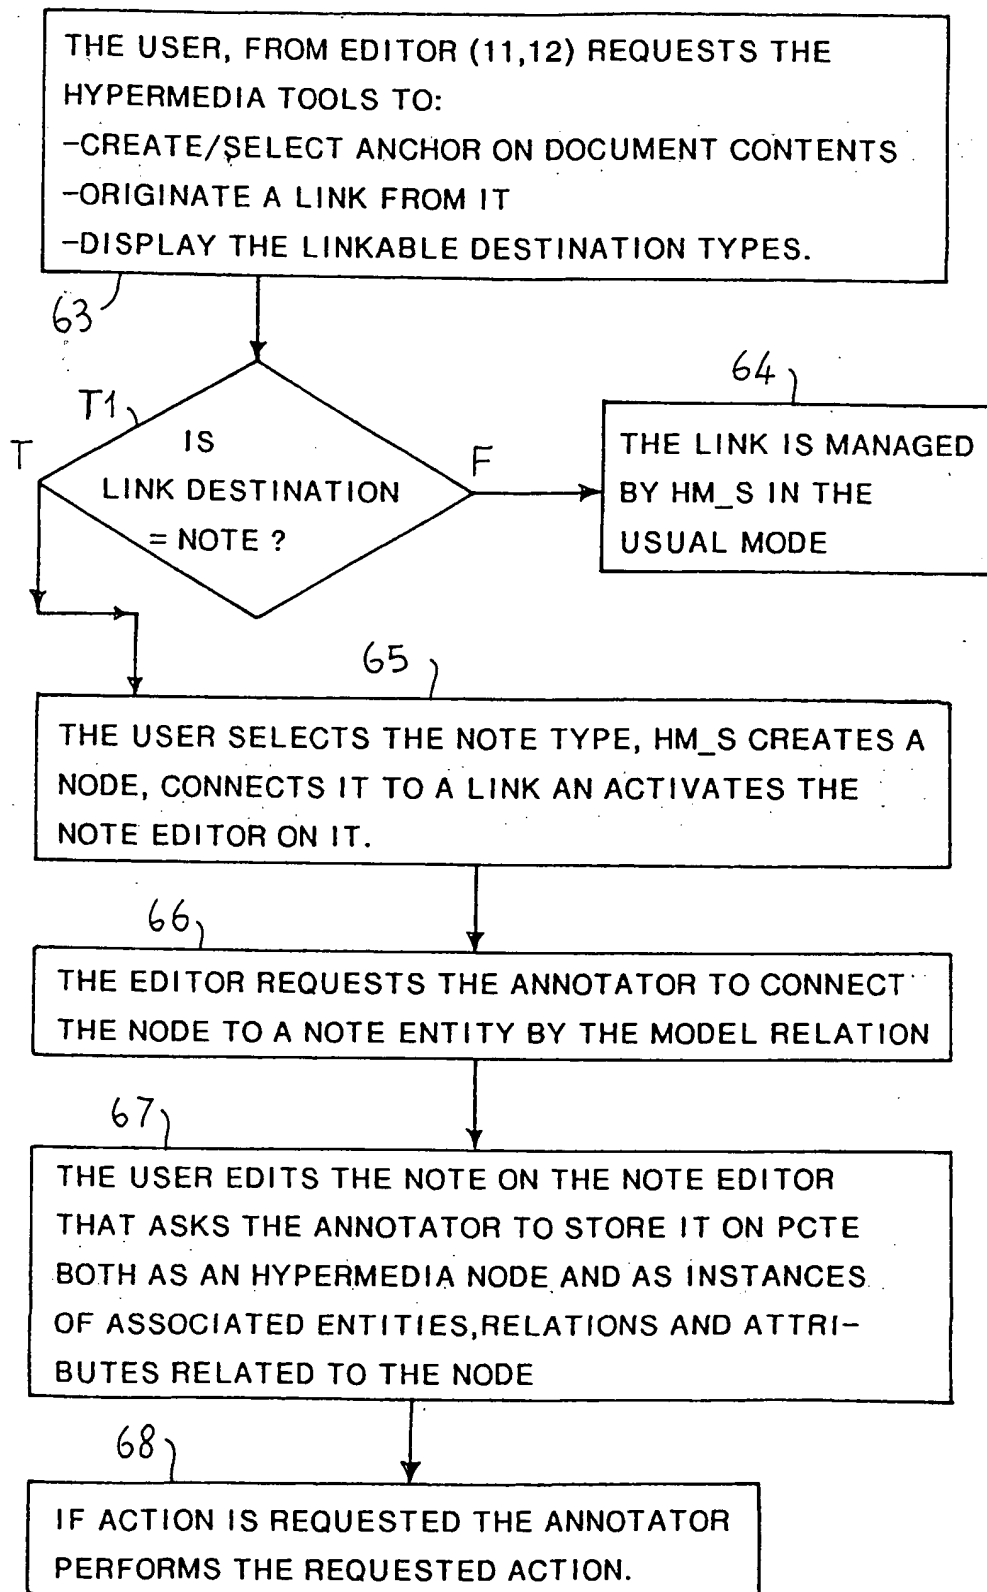 THE USER, FROM EDITOR (11,12) REQUESTS THE
HYPERMEDIA TOOLS TO:
-CREATE/SELECT ANCHOR ON DOCUMENT CONTENTS
-ORIGINATE A LINK FROM IT
-DISPLAY THE LINKABLE DESTINATION TYPES.
63
T1
T
IS
LINK DESTINATION
= NOTE ?
F
64
THE LINK IS MANAGED
BY HM_S IN THE
USUAL MODE
65
THE USER SELECTS THE NOTE TYPE, HM_S CREATES A
NODE, CONNECTS IT TO A LINK AN ACTIVATES THE
NOTE EDITOR ON IT.
66
THE EDITOR REQUESTS THE ANNOTATOR TO CONNECT
THE NODE TO A NOTE ENTITY BY THE MODEL RELATION
67
THE USER EDITS THE NOTE ON THE NOTE EDITOR
THAT ASKS THE ANNOTATOR TO STORE IT ON PCTE
BOTH AS AN HYPERMEDIA NODE AND AS INSTANCES
OF ASSOCIATED ENTITIES,RELATIONS AND ATTRI-
BUTES RELATED TO THE NODE
68
IF ACTION IS REQUESTED THE ANNOTATOR
PERFORMS THE REQUESTED ACTION.